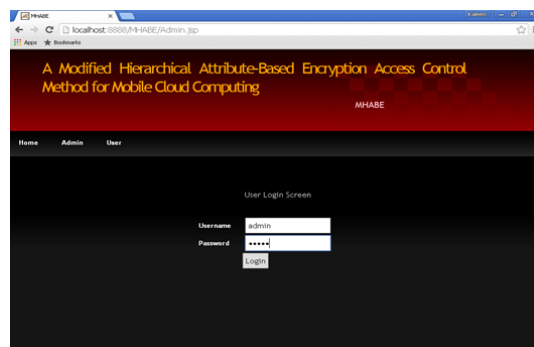 MHABE
localhost:8888/MHABE/Admin.jsp
Apps Bookmarks
A Modified Hierarchical Attribute-Based Encryption Access Control
Method for Mobile Cloud Computing
MHABE
Home Admin User
User Login Screen
Username admin
Password •••••
Login